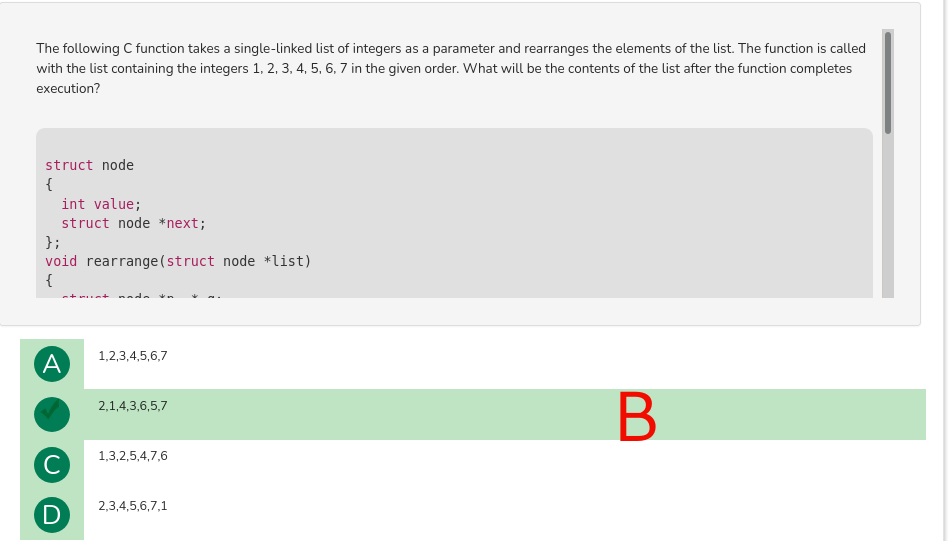 The following C function takes a single-linked list of integers as a parameter and rearranges the elements of the list. The function is called
with the list containing the integers 1, 2, 3, 4, 5, 6, 7 in the given order. What will be the contents of the list after the function completes
execution?
struct node
{
int value;
struct node *next;
};
void rearrange(struct node *list)
{
struct node *p, * q;
A
1,2,3,4,5,6,7
2,1,4,3,6,5,7
B
C
1,3,2,5,4,7,6
D
2,3,4,5,6,7,1